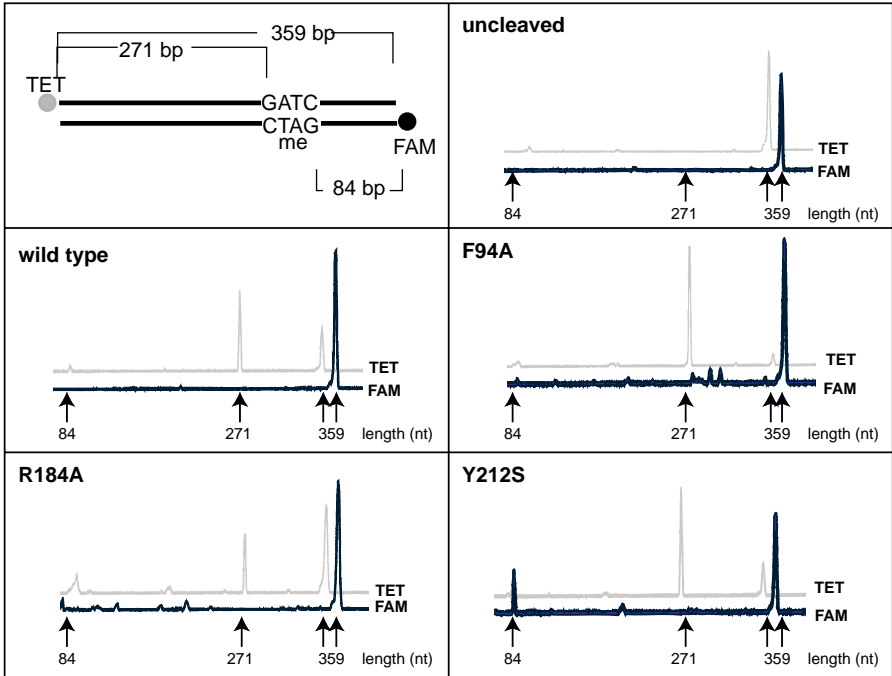 359 bp
271 bp
TET
GATC
CTAG
me
FAM
84 bp
uncleaved
TET
FAM
84 271 359 length (nt)
wild type
TET
FAM
84 271 359 length (nt)
F94A
TET
FAM
84 271 359 length (nt)
R184A
TET
FAM
84 271 359 length (nt)
Y212S
TET
FAM
84 271 359 length (nt)